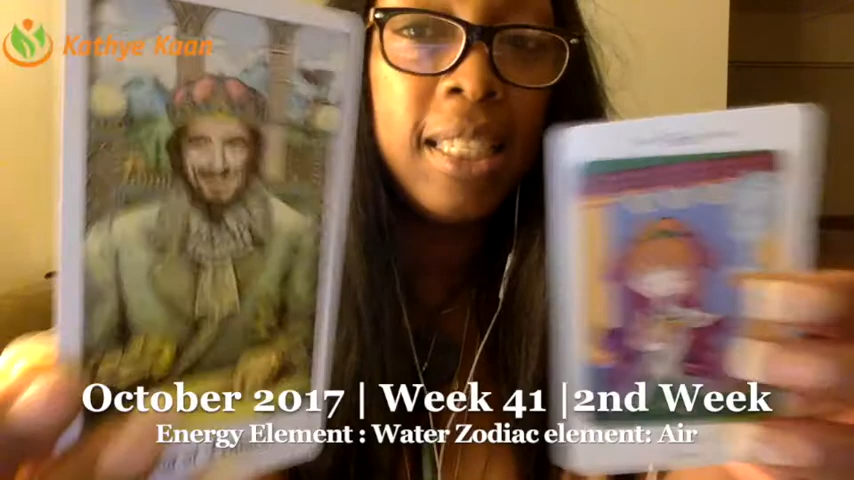 Kathye Kaan
October 2017 | Week 41 |2nd Week
Energy Element : Water Zodiac element: Air